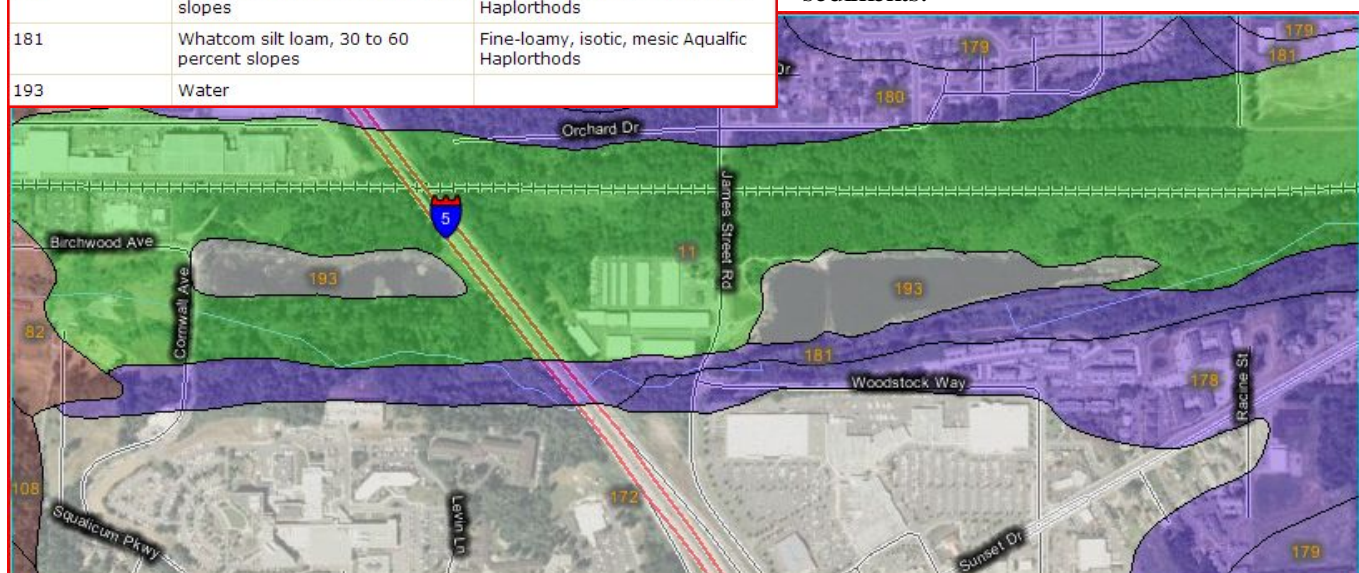 slopes
Haplorthods
181
Whatcom silt loam, 30 to 60
percent slopes
Fine-loamy, isotic, mesic Aqualfic
Haplorthods
193
Water
179
179
181
Dr
180
Orchard Dr
5
James Street Rd
11
Birchwood Ave
193
193
Cornwall Ave
82
181
Woodstock Way
178
Racine St
108
172
Levin Ln
Squalicum Pkwy
Sunset Dr
179